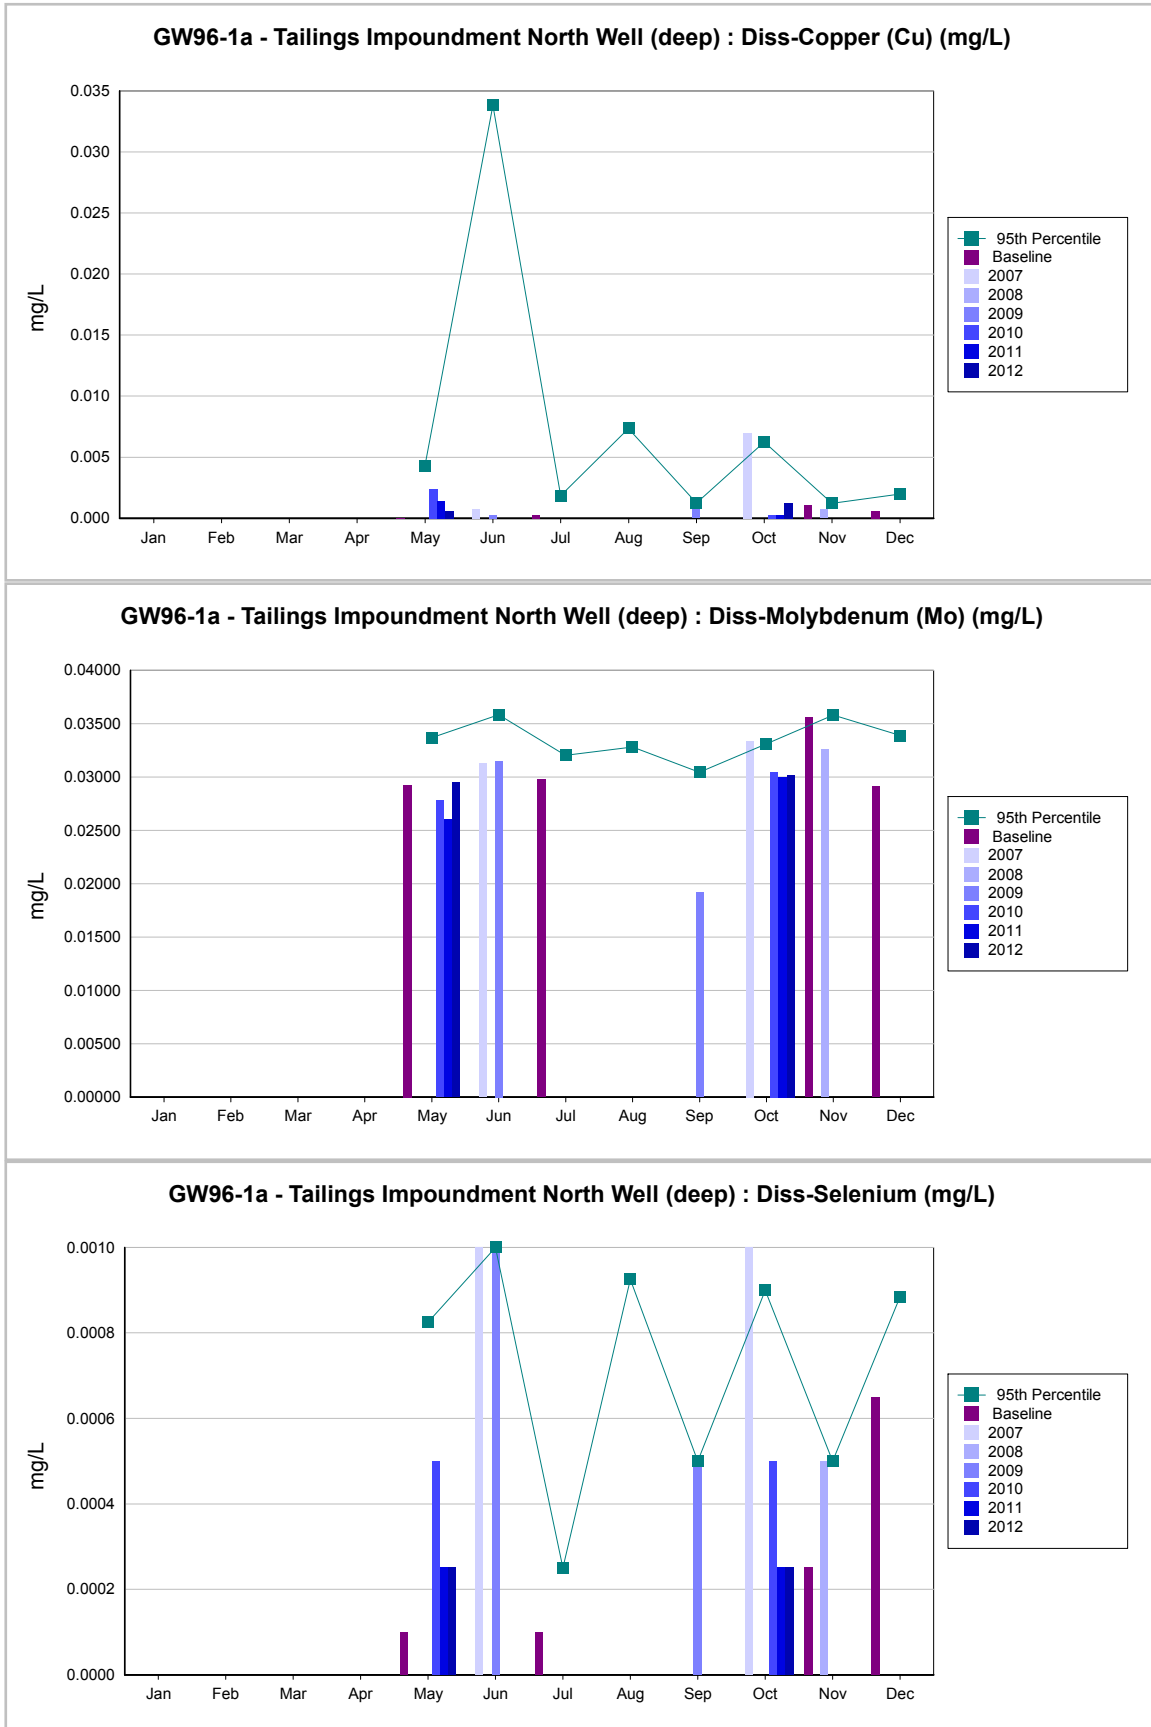 GW96-1a - Tailings Impoundment North Well (deep) : Diss-Copper (Cu) (mg/L)
0.035
0.030
0.025
0.020
0.015
0.010
0.005
0.000
mg/L
Jan Feb Mar Apr May Jun Jul Aug Sep Oct Nov Dec
95th Percentile
Baseline
2007
2008
2009
2010
2011
2012
GW96-1a - Tailings Impoundment North Well (deep) : Diss-Molybdenum (Mo) (mg/L)
0.04000
0.03500
0.03000
0.02500
0.02000
0.01500
0.01000
0.00500
0.00000
mg/L
Jan Feb Mar Apr May Jun Jul Aug Sep Oct Nov Dec
95th Percentile
Baseline
2007
2008
2009
2010
2011
2012
GW96-1a - Tailings Impoundment North Well (deep) : Diss-Selenium (mg/L)
0.0010
0.0008
0.0006
0.0004
0.0002
0.0000
mg/L
Jan Feb Mar Apr May Jun Jul Aug Sep Oct Nov Dec
95th Percentile
Baseline
2007
2008
2009
2010
2011
2012